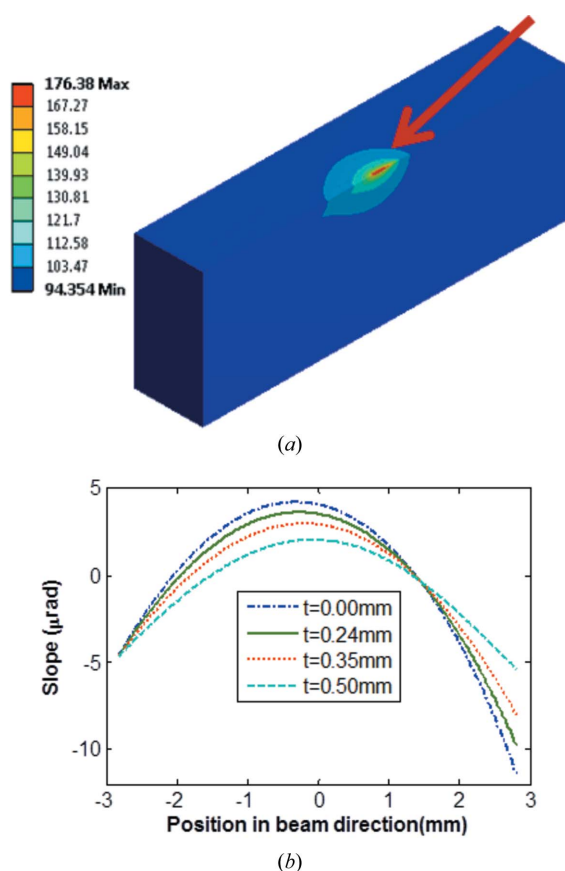 176.38 Max
167.27
158.15
149.04
139.93
130.81
121.7
112.58
103.47
94.354 Min
(a)
5
0
-5
-10
Slope (μrad)
t=0.00mm
t=0.24mm
t=0.35mm
t=0.50mm
-3 -2 -1 0 1 2 3
Position in beam direction(mm)
(b)